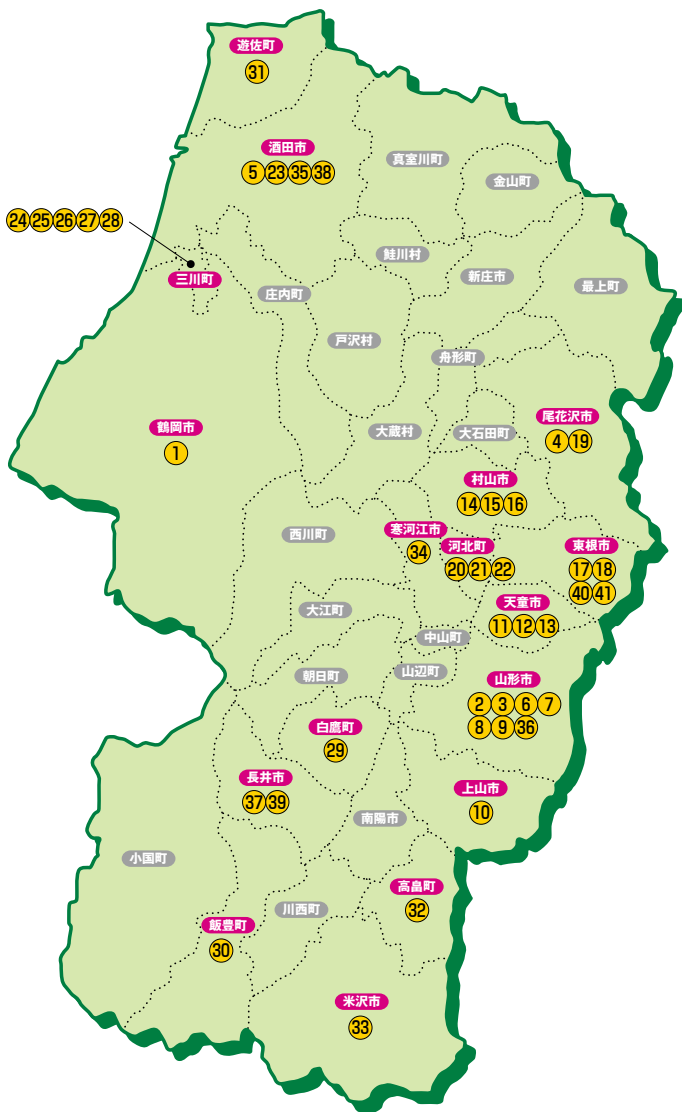 遊佐町
31
酒田市
5 23 35 38
真室川町
金山町
24 25 26 27 28
鮭川村
新庄市
三川町
庄内町
最上町
戸沢村
舟形町
鶴岡市
1
大蔵村
大石田町
尾花沢市
4 19
村山市
14 15 16
西川町
寒河江市
34
河北町
20 21 22
東根市
17 18
40 41
大江町
天童市
11 12 13
中山町
朝日町
山辺町
山形市
2 3 6 7
8 9 36
白鷹町
29
長井市
37 39
上山市
10
南陽市
小国町
高畠町
32
川西町
飯豊町
30
米沢市
33